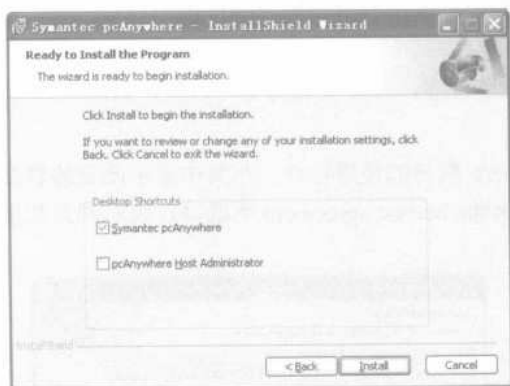 Symantec pcAnywhere - InstallShield Wizard
Ready to Install the Program
The wizard is ready to begin installation.
Click Install to begin the installation.
If you want to review or change any of your installation settings, click
Back. Click Cancel to exit the wizard.
Desktop Shortcuts
Symantec pcAnywhere
pcAnywhere Host Administrator
InstallShield
< Back
Install
Cancel